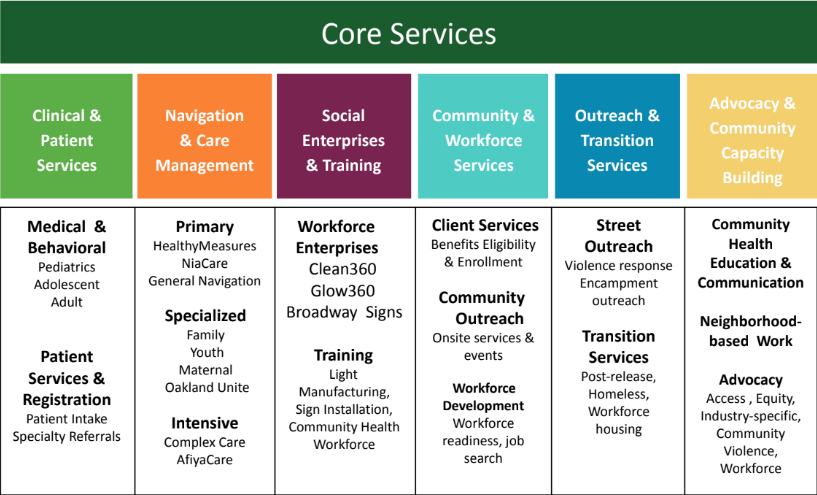 Core Services
Clinical &
Patient
Services
Navigation
& Care
Management
Social
Enterprises
& Training
Community &
Workforce
Services
Outreach &
Transition
Services
Advocacy &
Community
Capacity
Building
Medical &
Behavioral
Pediatrics
Adolescent
Adult
Patient
Services &
Registration
Patient Intake
Specialty Referrals
Primary
HealthyMeasures
NiaCare
General Navigation
Specialized
Family
Youth
Maternal
Oakland Unite
Intensive
Complex Care
AfiyaCare
Workforce
Enterprises
Clean360
Glow360
Broadway Signs
Training
Light
Manufacturing,
Sign Installation,
Community Health
Workforce
Client Services
Benefits Eligibility
& Enrollment
Community
Outreach
Onsite services &
events
Workforce
Development
Workforce
readiness, job
search
Street
Outreach
Violence response
Encampment
outreach
Transition
Services
Post-release,
Homeless,
Workforce
housing
Community
Health
Education &
Communication
Neighborhood-
based Work
Advocacy
Access , Equity,
Industry-specific,
Community
Violence,
Workforce